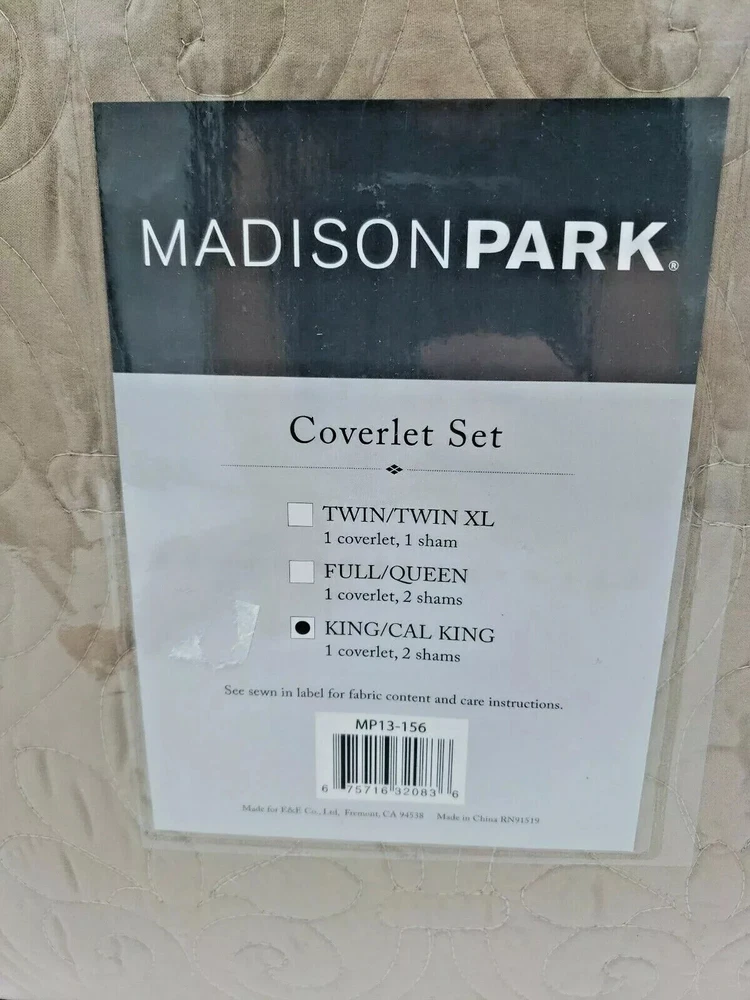 MADISONPARK®
Coverlet Set
TWIN/TWIN XL
1 coverlet, 1 sham
FULL/QUEEN
1 coverlet, 2 shams
KING/CAL KING
1 coverlet, 2 shams
See sewn in label for fabric content and care instructions.
MP13-156
6 75716 32083 6
Made for E&E Co., Ltd, Fremont, CA 94538 Made in China RN91519